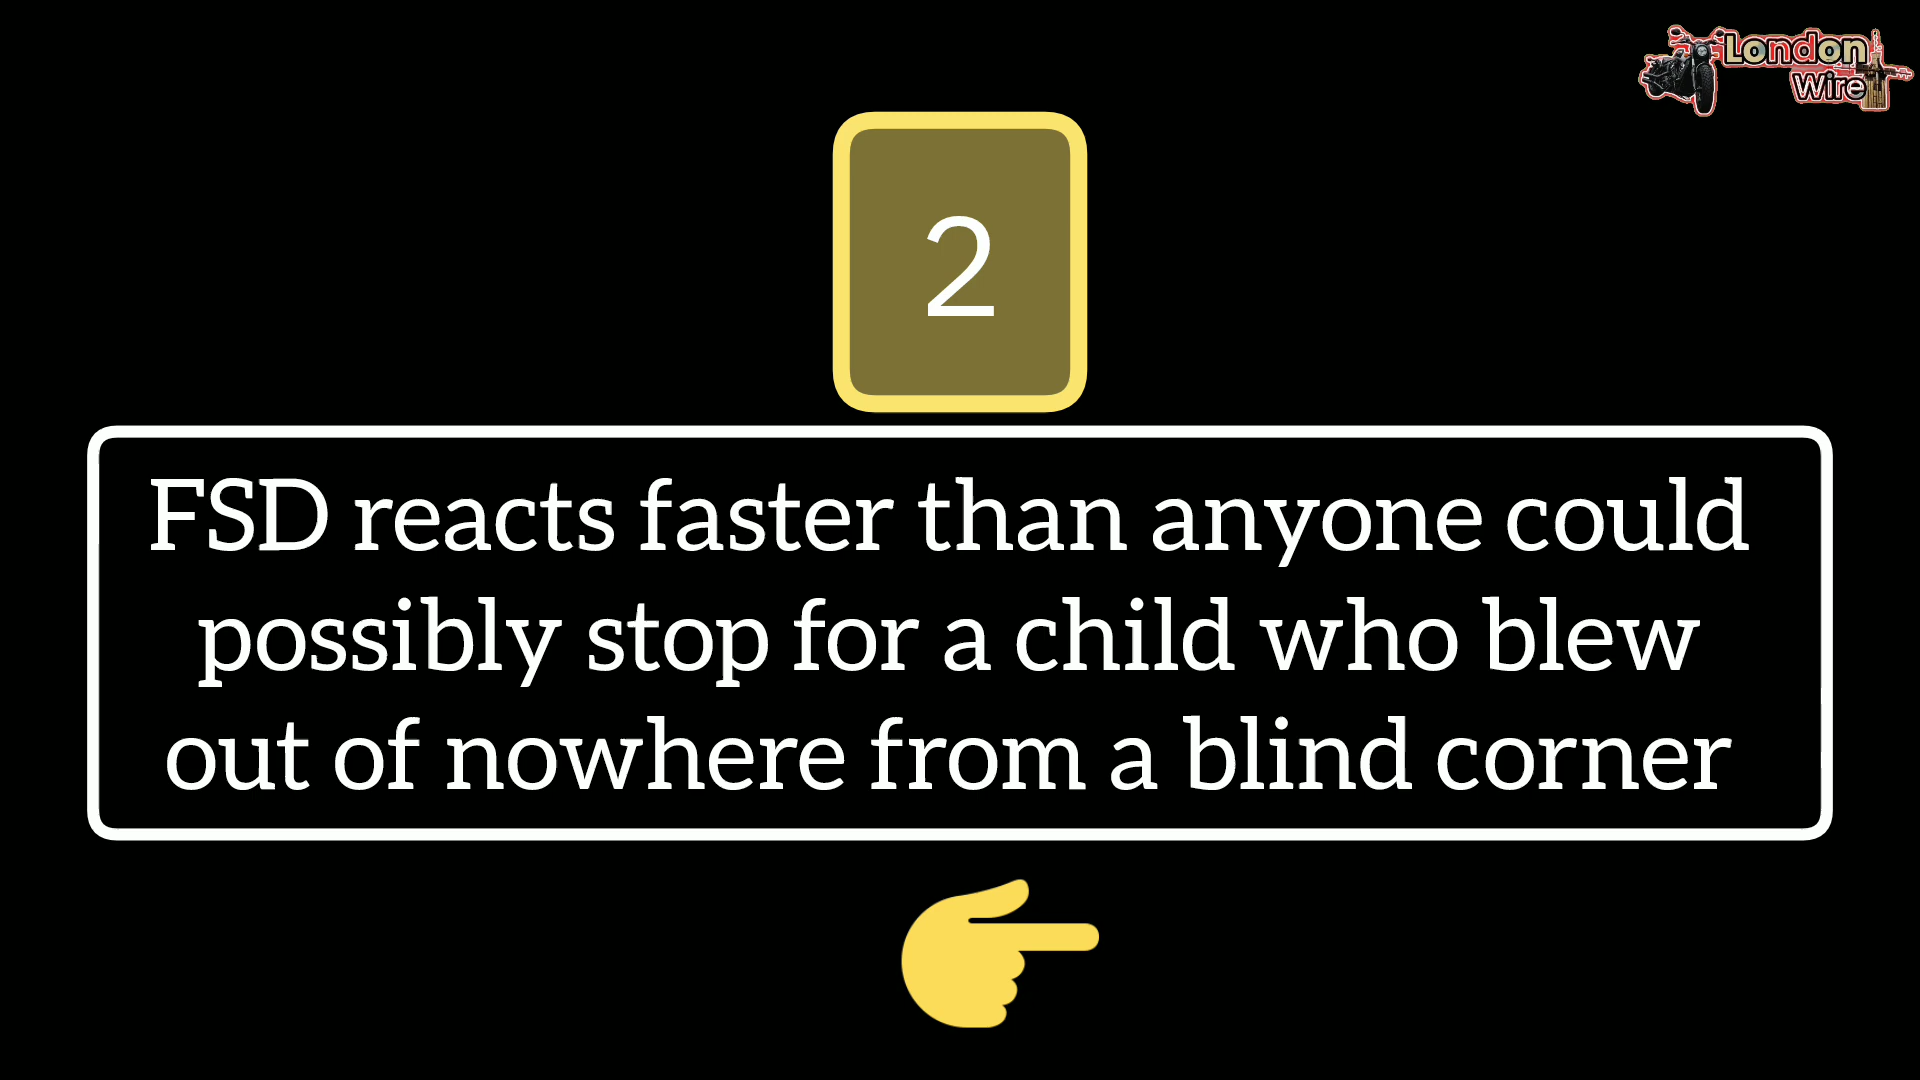 London
Wire
2
FSD reacts faster than anyone could
possibly stop for a child who blew
out of nowhere from a blind corner